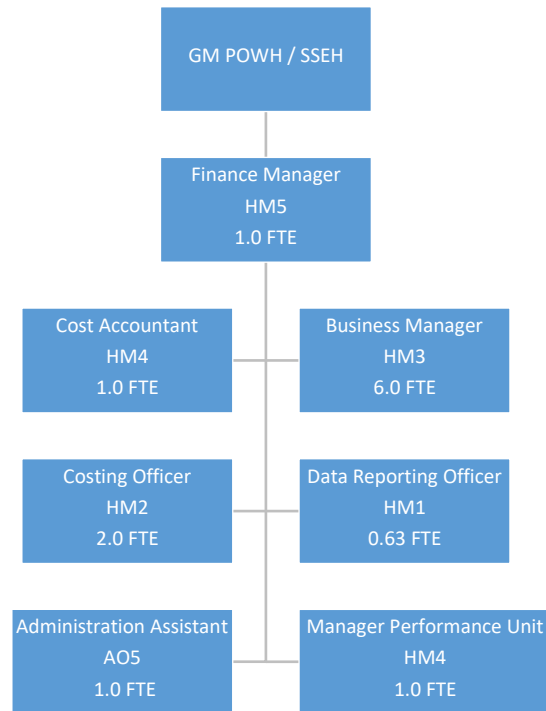 GM POWH / SSEH
Finance Manager
HM5
1.0 FTE
Cost Accountant
HM4
1.0 FTE
Business Manager
HM3
6.0 FTE
Costing Officer
HM2
2.0 FTE
Data Reporting Officer
HM1
0.63 FTE
Administration Assistant
AO5
1.0 FTE
Manager Performance Unit
HM4
1.0 FTE